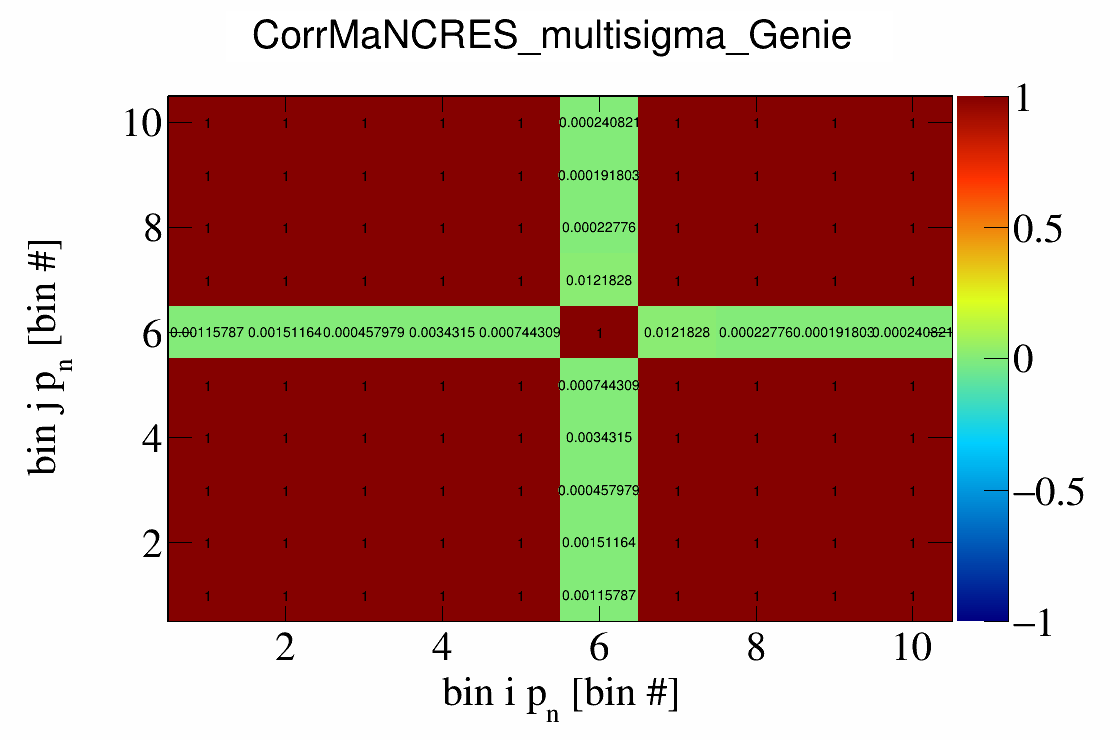 CorrMaNCRES_multisigma_Genie
10 1 1 1 1 1 0.000240821 1 1 1 1 1
1 1 1 1 1 0.000191803 1 1 1 1
8 1 1 1 1 1 0.00022776 1 1 1 1 0.5
1 1 1 1 1 0.0121828 1 1 1 1
6 0.00115787 0.00151164 0.000457979 0.0034315 0.000744309 1 0.0121828 0.00022776 0.000191803 0.000240821 0
1 1 1 1 1 0.000744309 1 1 1 1
4 1 1 1 1 1 0.0034315 1 1 1 1
1 1 1 1 1 0.000457979 1 1 1 1 −0.5
2 1 1 1 1 1 0.00151164 1 1 1 1
1 1 1 1 1 0.00115787 1 1 1 1 −1
2 4 6 8 10
bin i pn [bin #]
bin j pn [bin #]